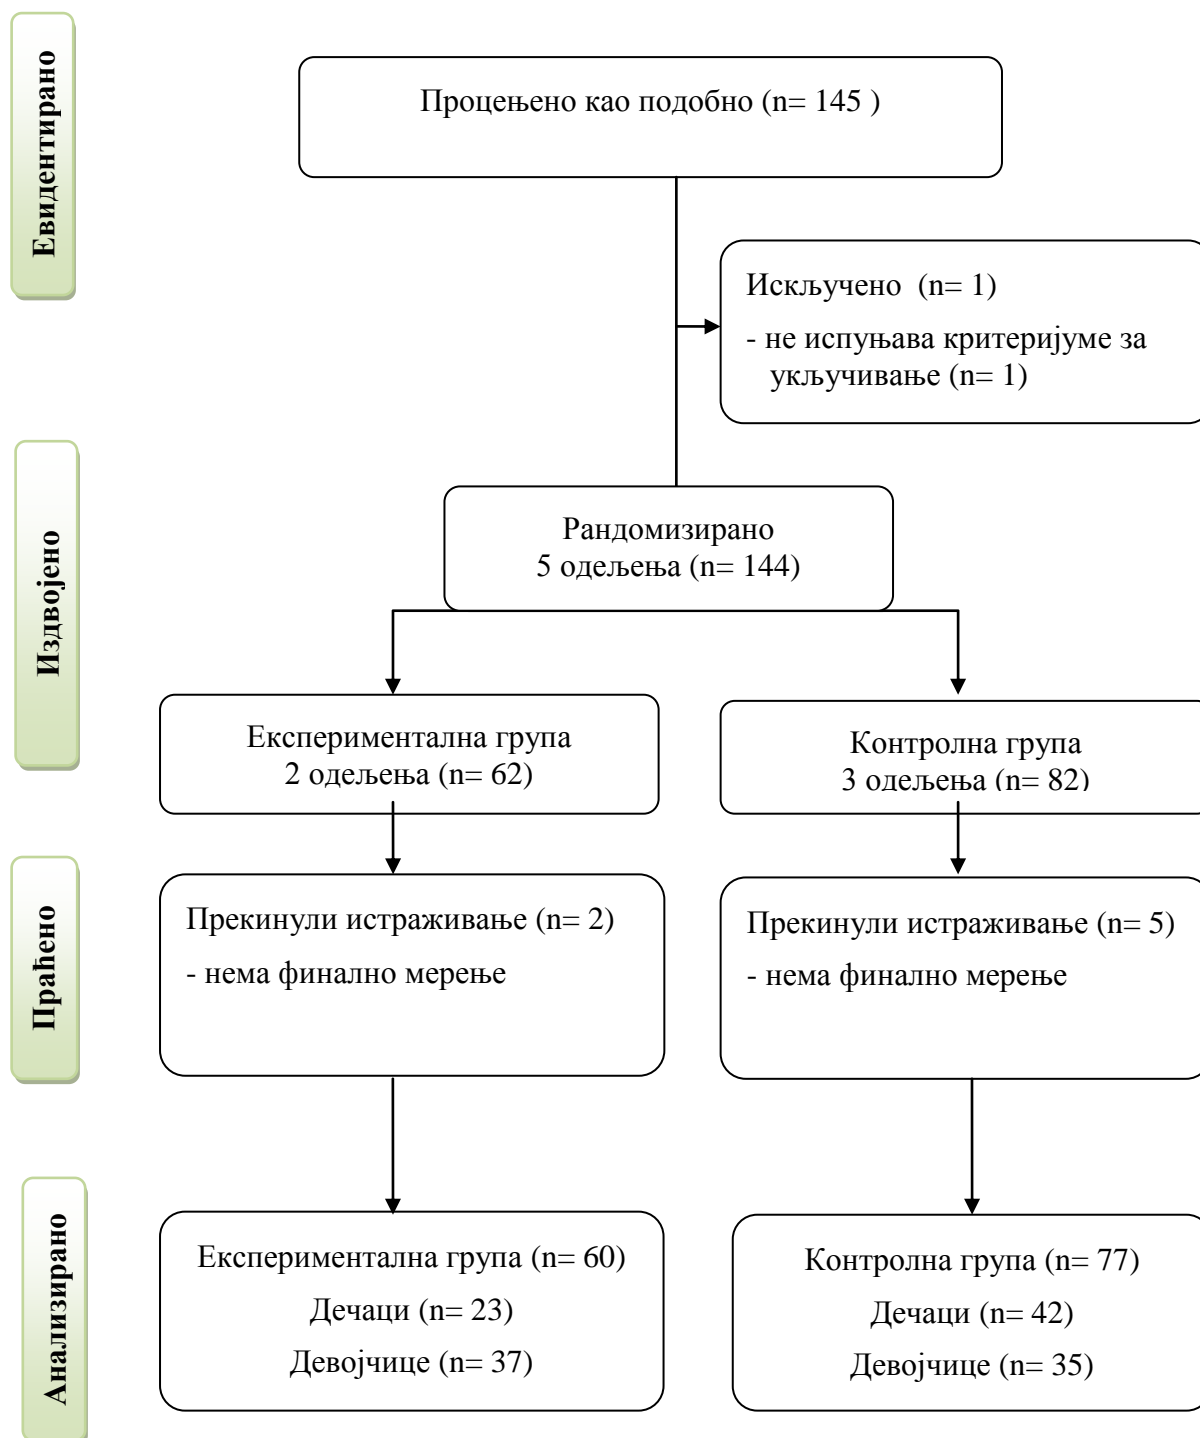 Евидентирано
Процењено као подобно (n= 145 )
Искључено  (n= 1)
- не испуњава критеријуме за
укључивање (n= 1)
Издвојено
Рандомизирано
5 одељења (n= 144)
Експериментална група
2 одељења (n= 62)
Контролна група
3 одељења (n= 82)
Праћено
Прекинули истраживање (n= 2)
- нема финално мерење
Прекинули истраживање (n= 5)
- нема финално мерење
Анализирано
Експериментална група (n= 60)
Дечаци (n= 23)
Девојчице (n= 37)
Контролна група (n= 77)
Дечаци (n= 42)
Девојчице (n= 35)